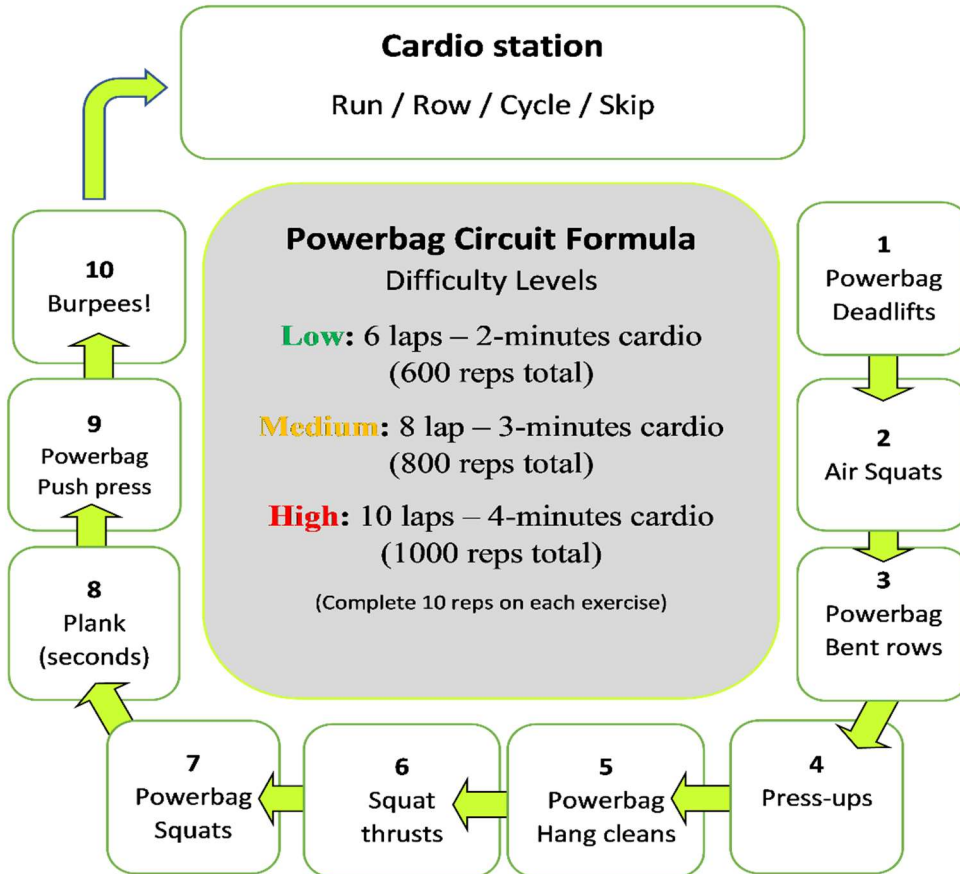 Cardio station
Run / Row / Cycle / Skip
Powerbag Circuit Formula
Difficulty Levels
Low: 6 laps – 2-minutes cardio
(600 reps total)
Medium: 8 lap – 3-minutes cardio
(800 reps total)
High: 10 laps – 4-minutes cardio
(1000 reps total)
(Complete 10 reps on each exercise)
1
Powerbag
Deadlifts
2
Air Squats
3
Powerbag
Bent rows
4
Press-ups
5
Powerbag
Hang cleans
6
Squat
thrusts
7
Powerbag
Squats
8
Plank
(seconds)
9
Powerbag
Push press
10
Burpees!